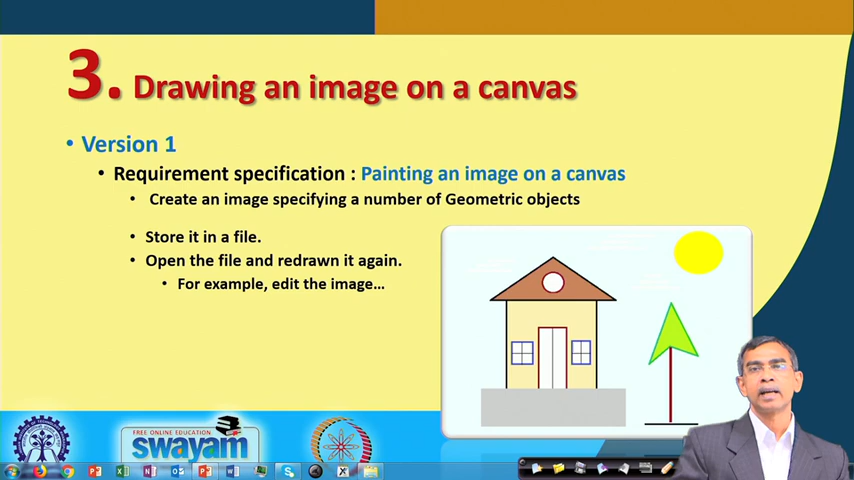 3. Drawing an image on a canvas
• Version 1
• Requirement specification : Painting an image on a canvas
• Create an image specifying a number of Geometric objects
• Store it in a file.
• Open the file and redrawn it again.
• For example, edit the image...
FREE ONLINE EDUCATION
swayam